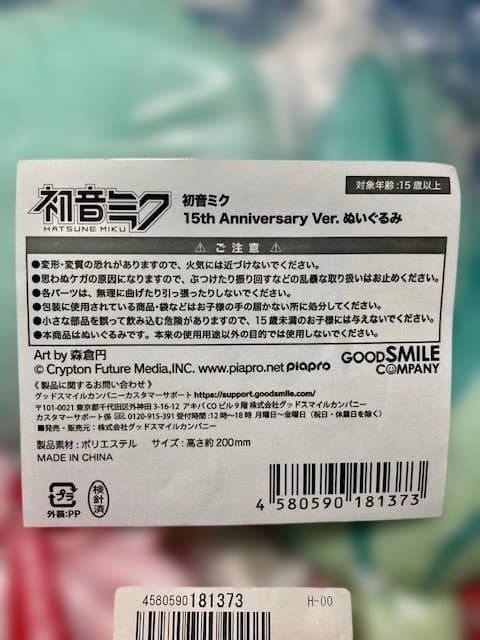 対象年齢:15歳以上
初音ミク
HATSUNE MIKU
初音ミク
15th Anniversary Ver. ぬいぐるみ
⚠ ご注意 ⚠
●変形・変質の恐れがありますので、火気には近づけないでください。
●思わぬケガの原因になりますので、ぶつけたり振り回すなどの乱暴な取り扱いはお止めください。
●各パーツは、無理に曲げたり引っ張ったりしないでください。
●包装に使用されている商品・袋などはお子様の手の届かない所に処分してください。
●小さな部品を誤って飲み込む危険がありますので、15歳未満のお子様には与えないでください。
●本商品はぬいぐるみです。本来の使用用途以外の目的では使用しないでください。
Art by 森倉円
© Crypton Future Media,INC. www.piapro.net piapro
GOOD SMILE COMPANY
《製品に関するお問い合わせ》
グッドスマイルカンパニーカスタマーサポート https://support.goodsmile.com/
〒101-0021 東京都千代田区外神田3-16-12 アキバCOビル9階 株式会社グッドスマイルカンパニー
カスタマーサポート係 0120-915-391 受付時間:12時〜18時 月曜日〜金曜日（祝日・休業日を除く）
■発売・販売元：株式会社グッドスマイルカンパニー
製品素材：ポリエステル サイズ：高さ約200mm
MADE IN CHINA
プラ
外装:PP
検針済
4 580590 181373
4580590181373 H-00